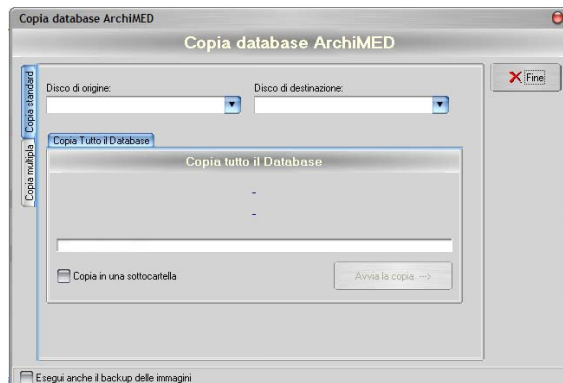 Copia database ArchiMED
Copia database ArchiMED
Fine
Copia standard
Copia multipla
Disco di origine:
Disco di destinazione:
Copia Tutto il Database
Copia tutto il Database
-
-
Copia in una sottocartella
Avvia la copia --->
Esegui anche il backup delle immagini